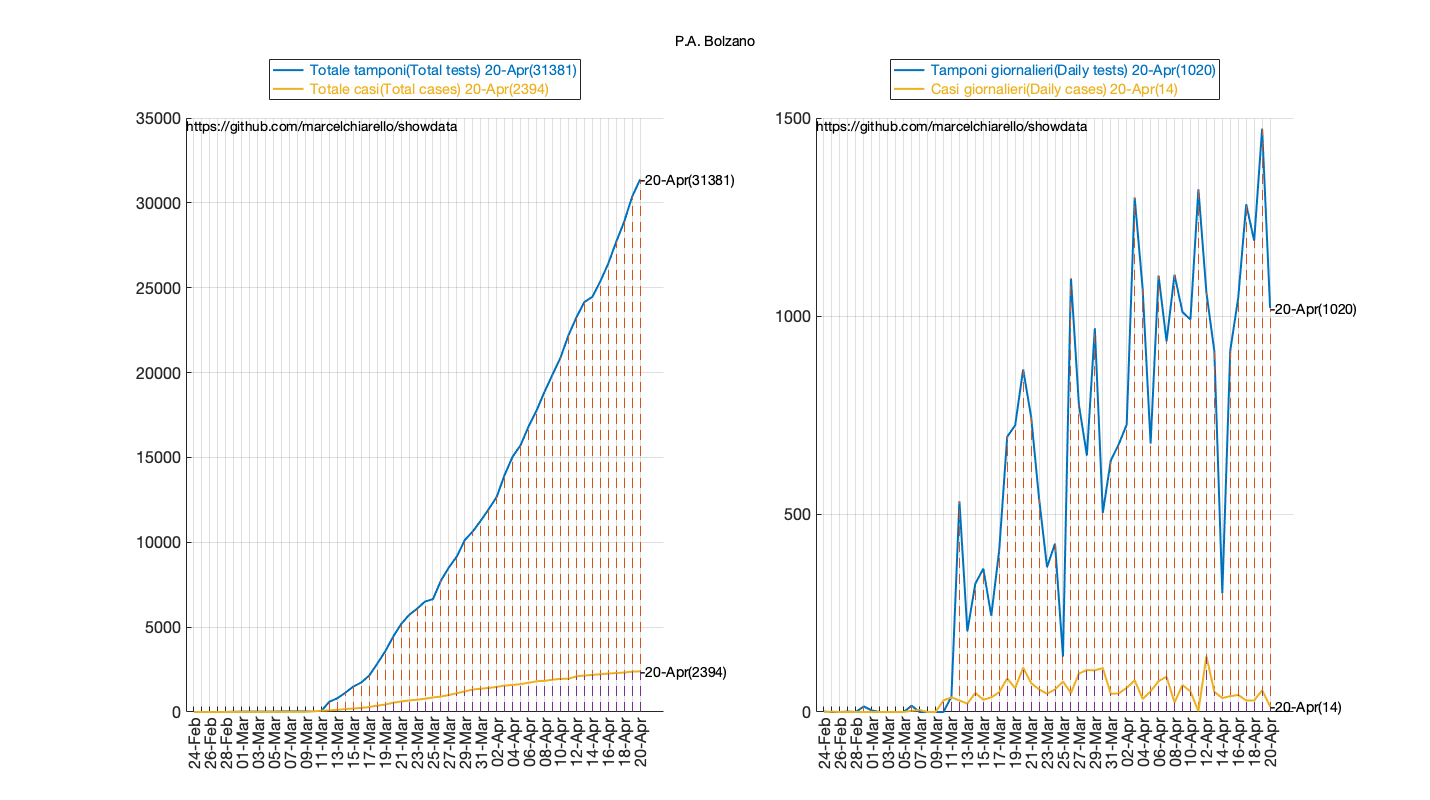 P.A. Bolzano
Totale tamponi(Total tests) 20-Apr(31381)
Totale casi(Total cases) 20-Apr(2394)
35000
https://github.com/marcelchiarello/showdata
30000
25000
20000
15000
10000
5000
0
20-Apr(31381)
20-Apr(2394)
24-Feb
26-Feb
28-Feb
01-Mar
03-Mar
05-Mar
07-Mar
09-Mar
11-Mar
13-Mar
15-Mar
17-Mar
19-Mar
21-Mar
23-Mar
25-Mar
27-Mar
29-Mar
31-Mar
02-Apr
04-Apr
06-Apr
08-Apr
10-Apr
12-Apr
14-Apr
16-Apr
18-Apr
20-Apr
Tamponi giornalieri(Daily tests) 20-Apr(1020)
Casi giornalieri(Daily cases) 20-Apr(14)
1500
https://github.com/marcelchiarello/showdata
1000
500
0
20-Apr(1020)
20-Apr(14)
24-Feb
26-Feb
28-Feb
01-Mar
03-Mar
05-Mar
07-Mar
09-Mar
11-Mar
13-Mar
15-Mar
17-Mar
19-Mar
21-Mar
23-Mar
25-Mar
27-Mar
29-Mar
31-Mar
02-Apr
04-Apr
06-Apr
08-Apr
10-Apr
12-Apr
14-Apr
16-Apr
18-Apr
20-Apr